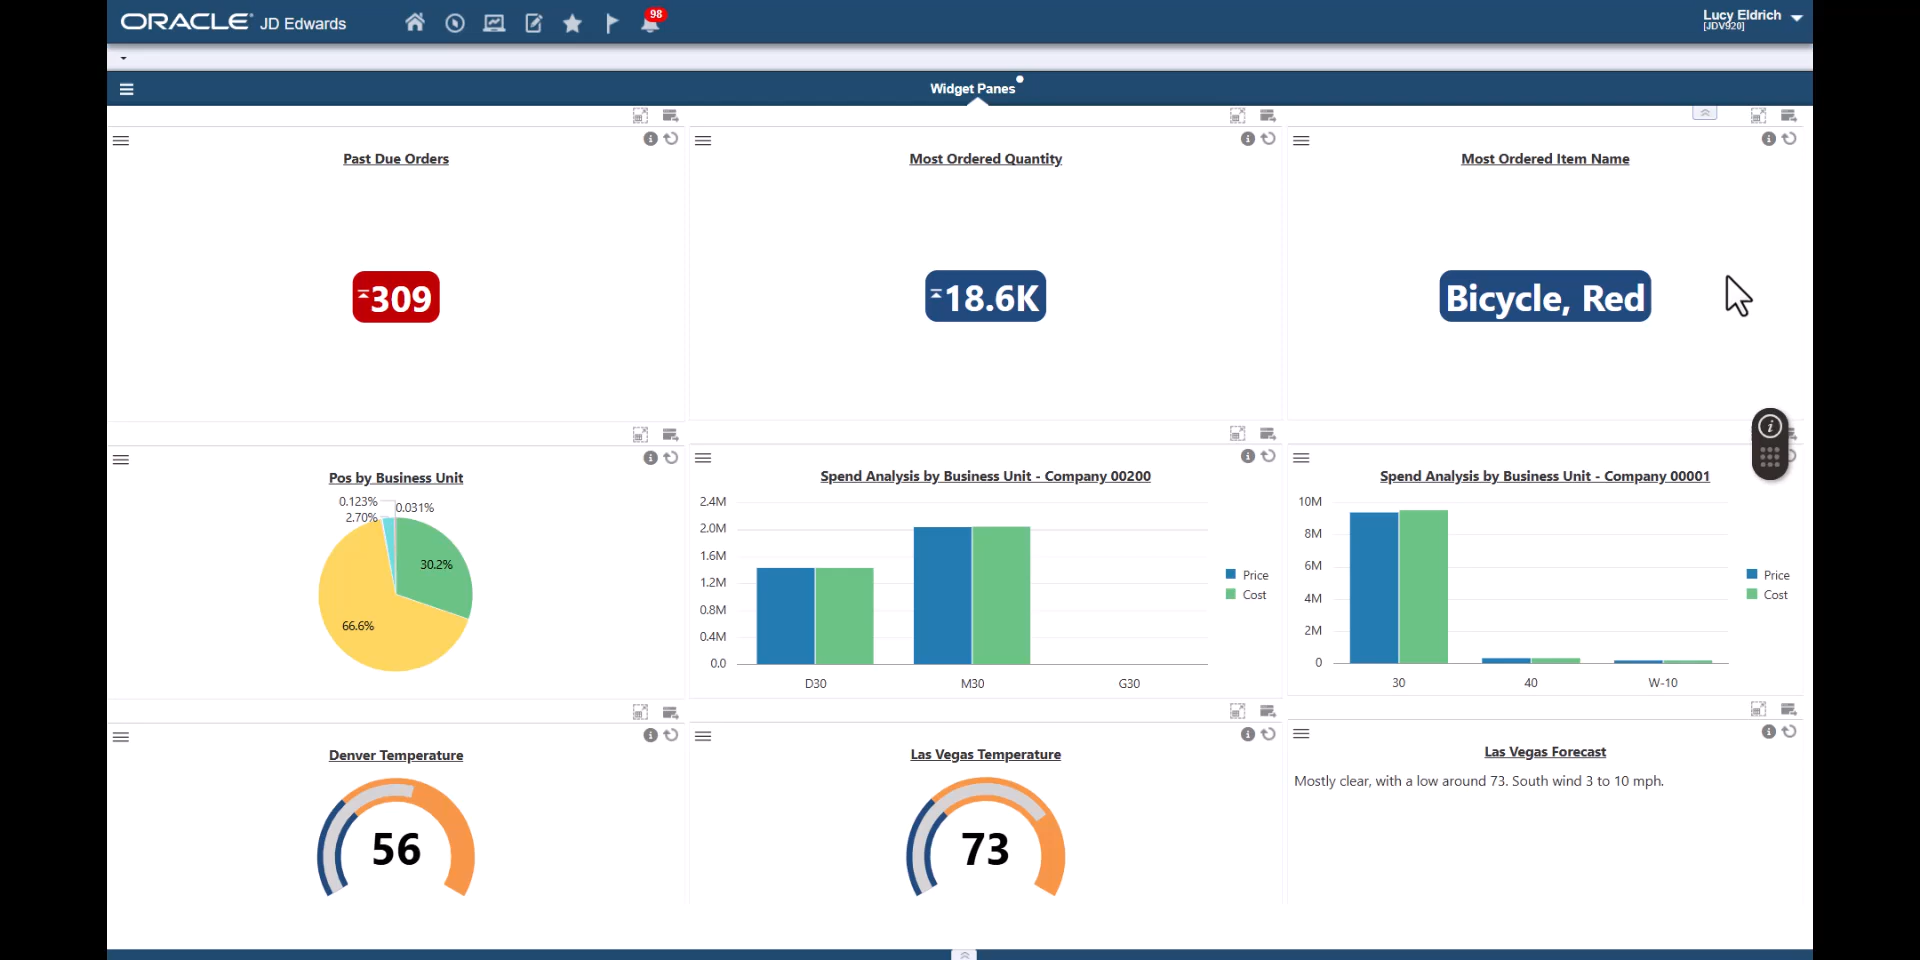 ORACLE JD Edwards
98
Lucy Eldrich
[JDV920]
Widget Panes
Past Due Orders
309
Most Ordered Quantity
18.6K
Most Ordered Item Name
Bicycle, Red
Pos by Business Unit
0.123%
0.031%
2.70%
30.2%
66.6%
Spend Analysis by Business Unit - Company 00200
2.4M
2.0M
1.6M
1.2M
0.8M
0.4M
0.0
D30
M30
G30
Price
Cost
Spend Analysis by Business Unit - Company 00001
10M
8M
6M
4M
2M
0
30
40
W-10
Price
Cost
Denver Temperature
56
Las Vegas Temperature
73
Las Vegas Forecast
Mostly clear, with a low around 73. South wind 3 to 10 mph.